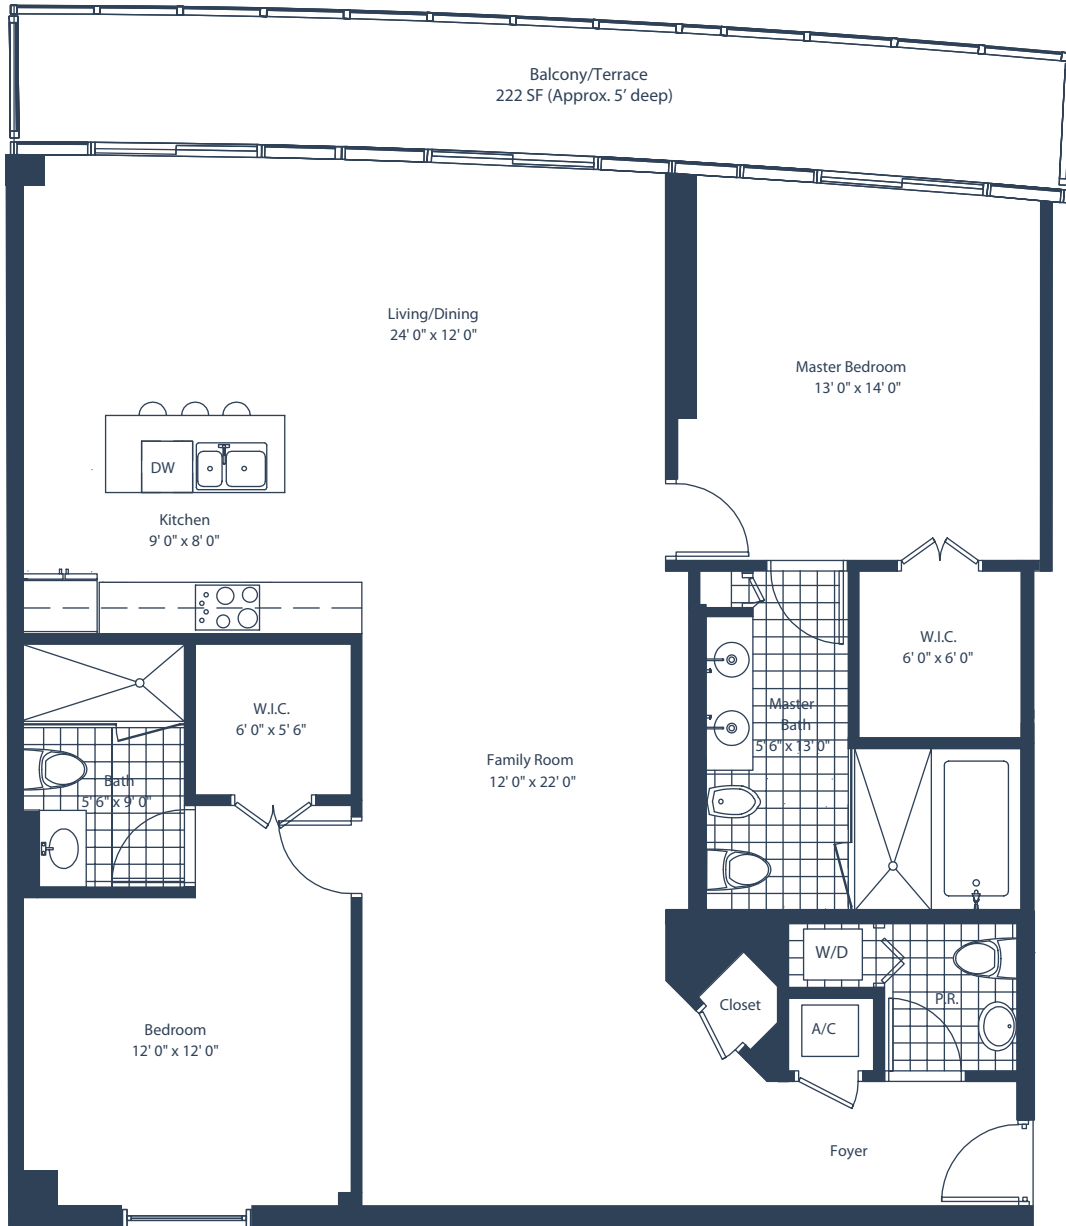 Balcony/Terrace
222 SF (Approx. 5’ deep)
Living/Dining
24' 0" x 12' 0"
Master Bedroom
13' 0" x 14' 0"
DW
Kitchen
9' 0" x 8' 0"
W.I.C.
6' 0" x 6' 0"
W.I.C.
6' 0" x 5' 6"
Master
Bath
5' 6" x 13' 0"
Family Room
12' 0" x 22' 0"
Bath
5' 6" x 9' 0"
W/D
Closet
P.R.
A/C
Bedroom
12' 0" x 12' 0"
Foyer